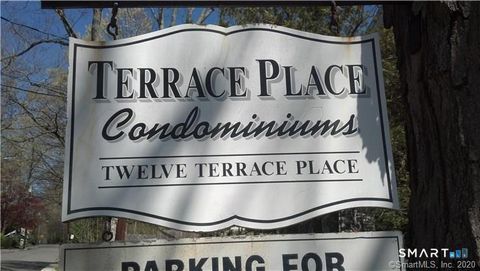 TERRACE PLACE
Condominiums
TWELVE TERRACE PLACE
PARKING FOR
SMART
©SmartMLS, Inc. 2020